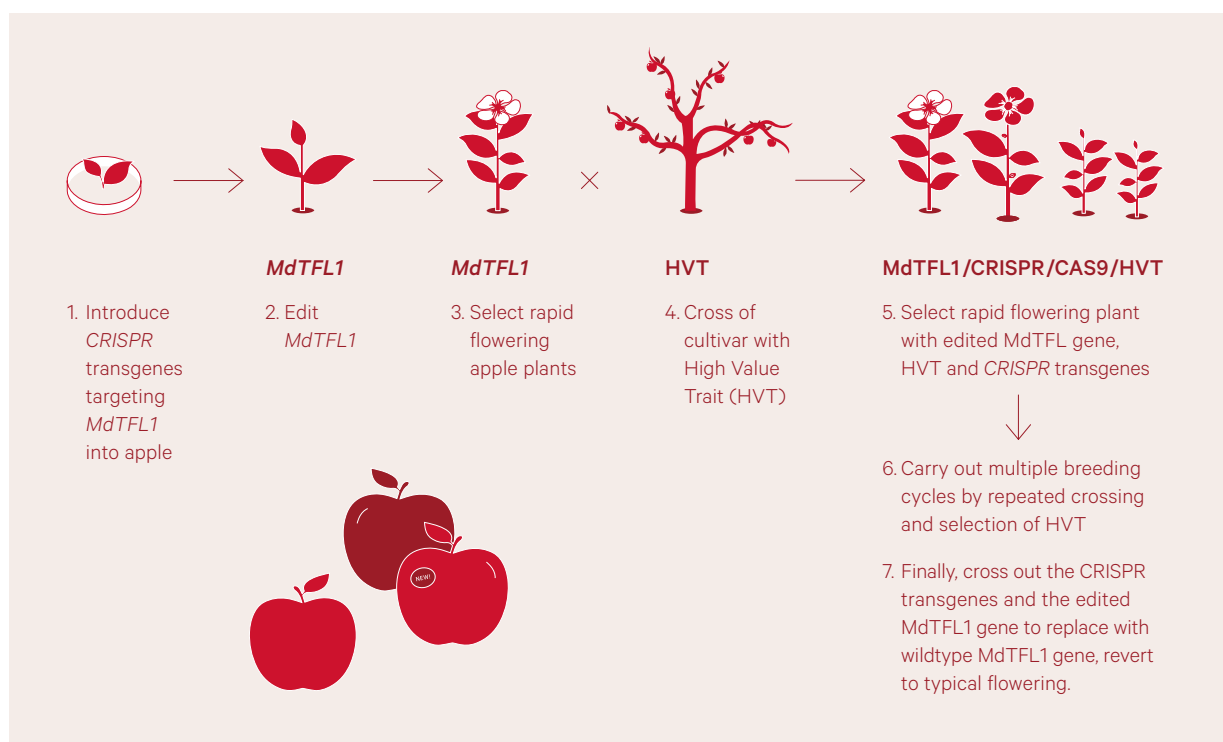 MdTFL1
MdTFL1
HVT
MdTFL1/CRISPR/CAS9/HVT
1. Introduce
CRISPR
transgenes
targeting
MdTFL1
into apple
2. Edit
MdTFL1
3. Select rapid
flowering
apple plants
4. Cross of
cultivar with
High Value
Trait (HVT)
5. Select rapid flowering plant
with edited MdTFL gene,
HVT and CRISPR transgenes
6. Carry out multiple breeding
cycles by repeated crossing
and selection of HVT
7. Finally, cross out the CRISPR
transgenes and the edited
MdTFL1 gene to replace with
wildtype MdTFL1 gene, revert
to typical flowering.
NEW!